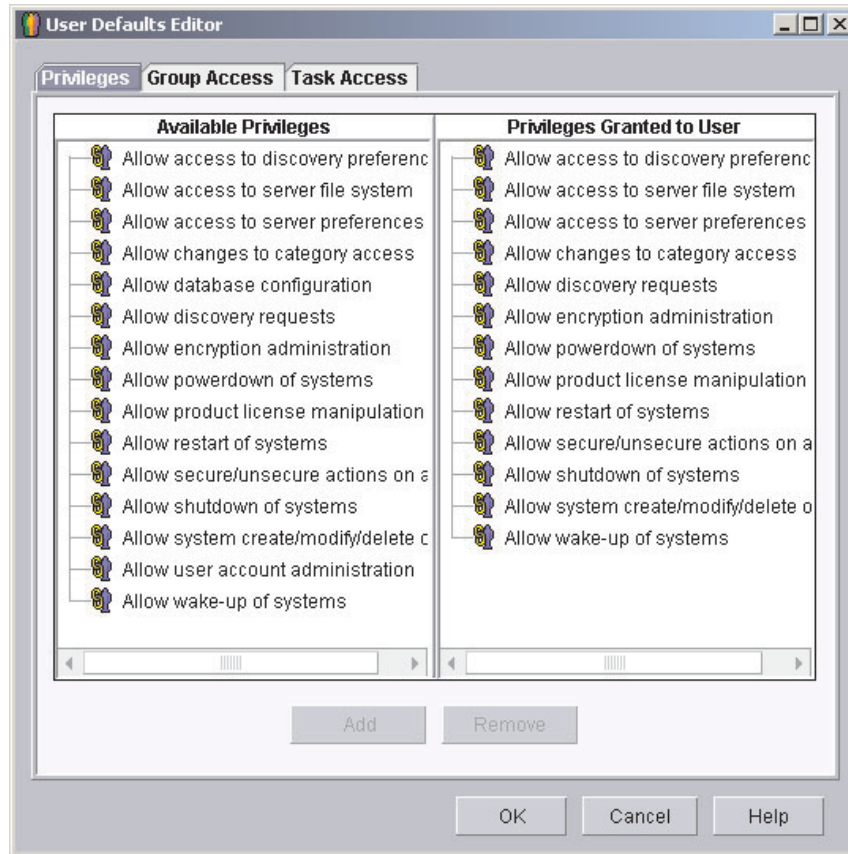 User Defaults Editor
Privileges Group Access Task Access
Available Privileges
Allow access to discovery preferenc
Allow access to server file system
Allow access to server preferences
Allow changes to category access
Allow database configuration
Allow discovery requests
Allow encryption administration
Allow powerdown of systems
Allow product license manipulation
Allow restart of systems
Allow secure/unsecure actions on a
Allow shutdown of systems
Allow system create/modify/delete c
Allow user account administration
Allow wake-up of systems
Privileges Granted to User
Allow access to discovery preferenc
Allow access to server file system
Allow access to server preferences
Allow changes to category access
Allow discovery requests
Allow encryption administration
Allow powerdown of systems
Allow product license manipulation
Allow restart of systems
Allow secure/unsecure actions on a
Allow shutdown of systems
Allow system create/modify/delete o
Allow wake-up of systems
Add Remove
OK Cancel Help